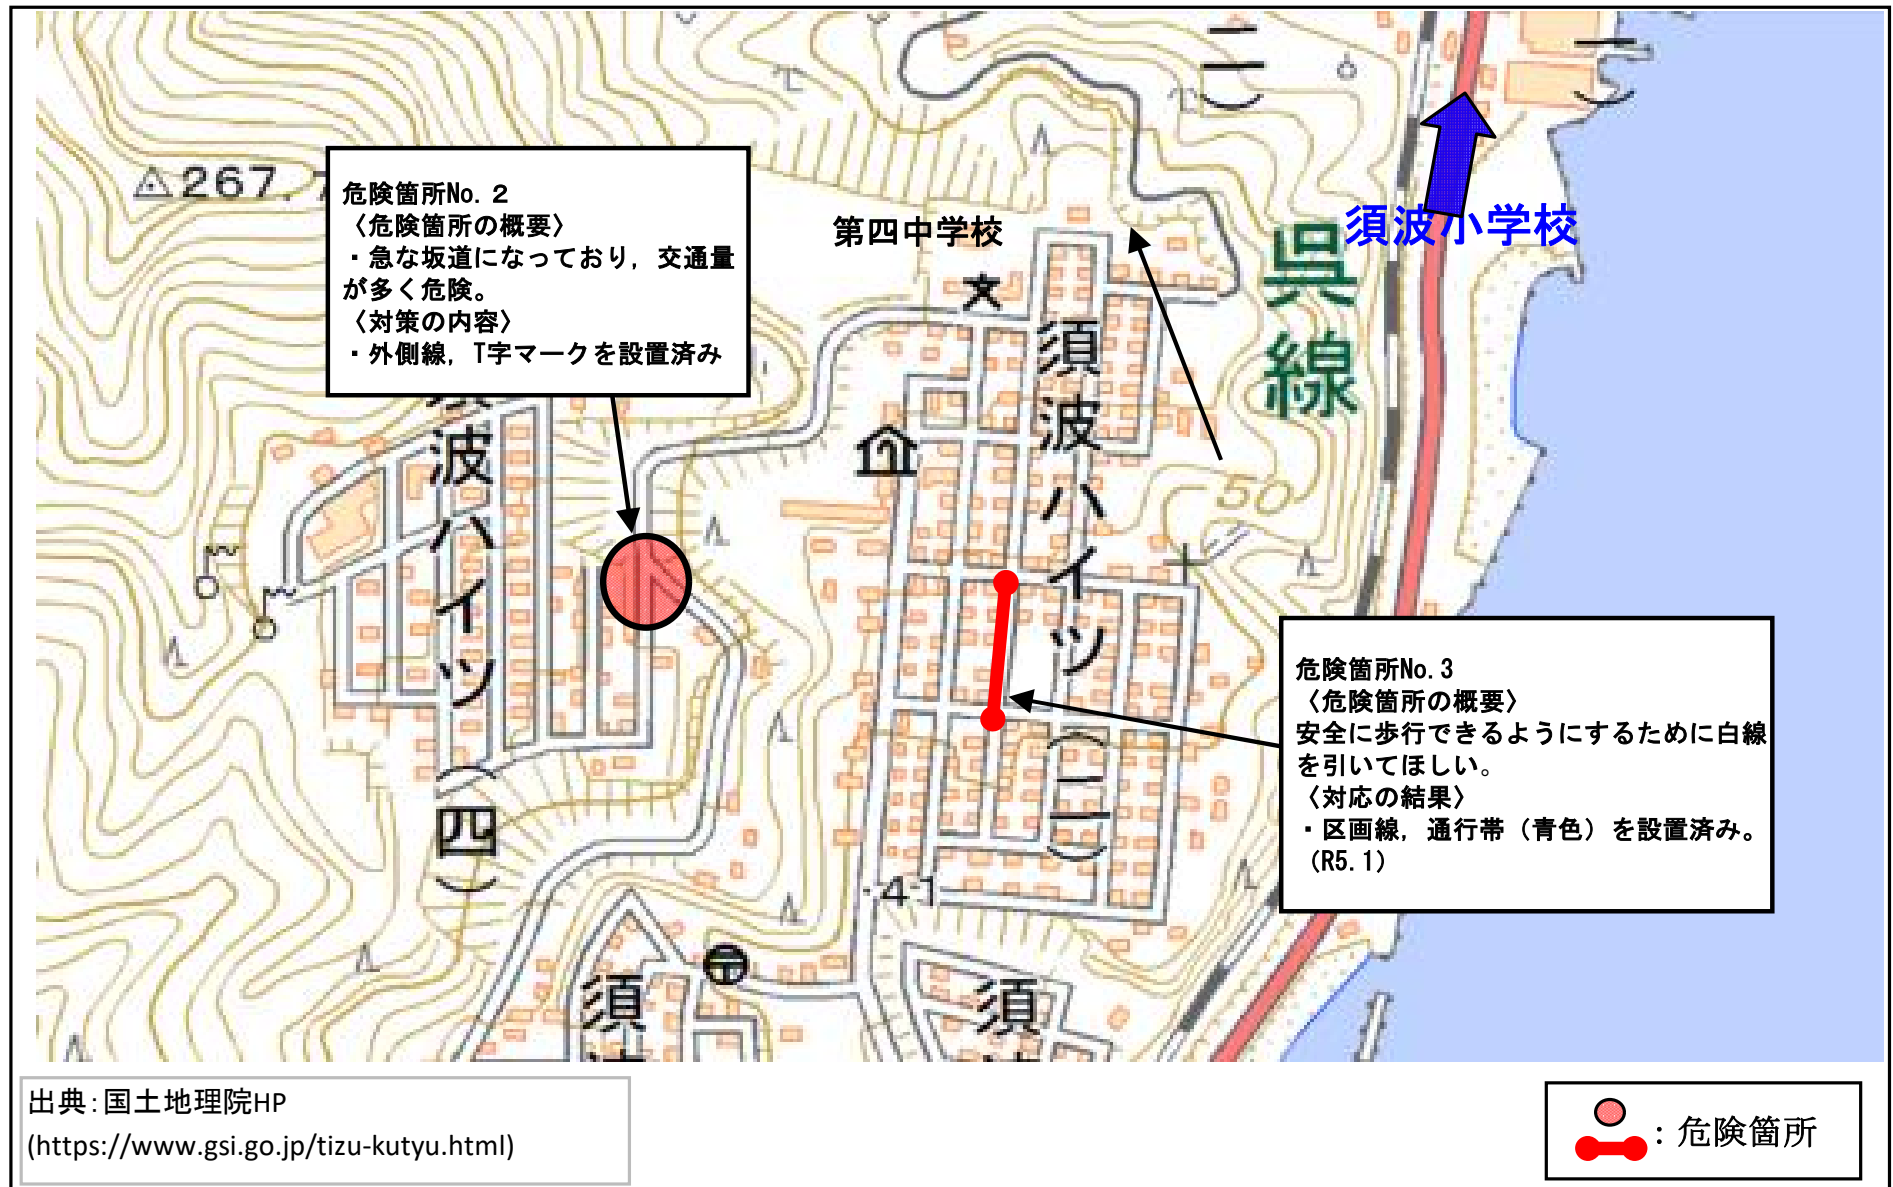 二)
一)
△267.7
危険箇所No.２
〈危険箇所の概要〉
・急な坂道になっており，交通量
が多く危険。
〈対策の内容〉
・外側線，T字マークを設置済み
第四中学校
須波小学校
呉線
須波ハイツ(二)
波ハイツ(四)
50
危険箇所No.3
〈危険箇所の概要〉
安全に歩行できるようにするために白線
を引いてほしい。
〈対応の結果〉
・区画線，通行帯（青色）を設置済み。
(R5.1)
・41
須
須
出典：国土地理院HP
(https://www.gsi.go.jp/tizu-kutyu.html)
：危険箇所